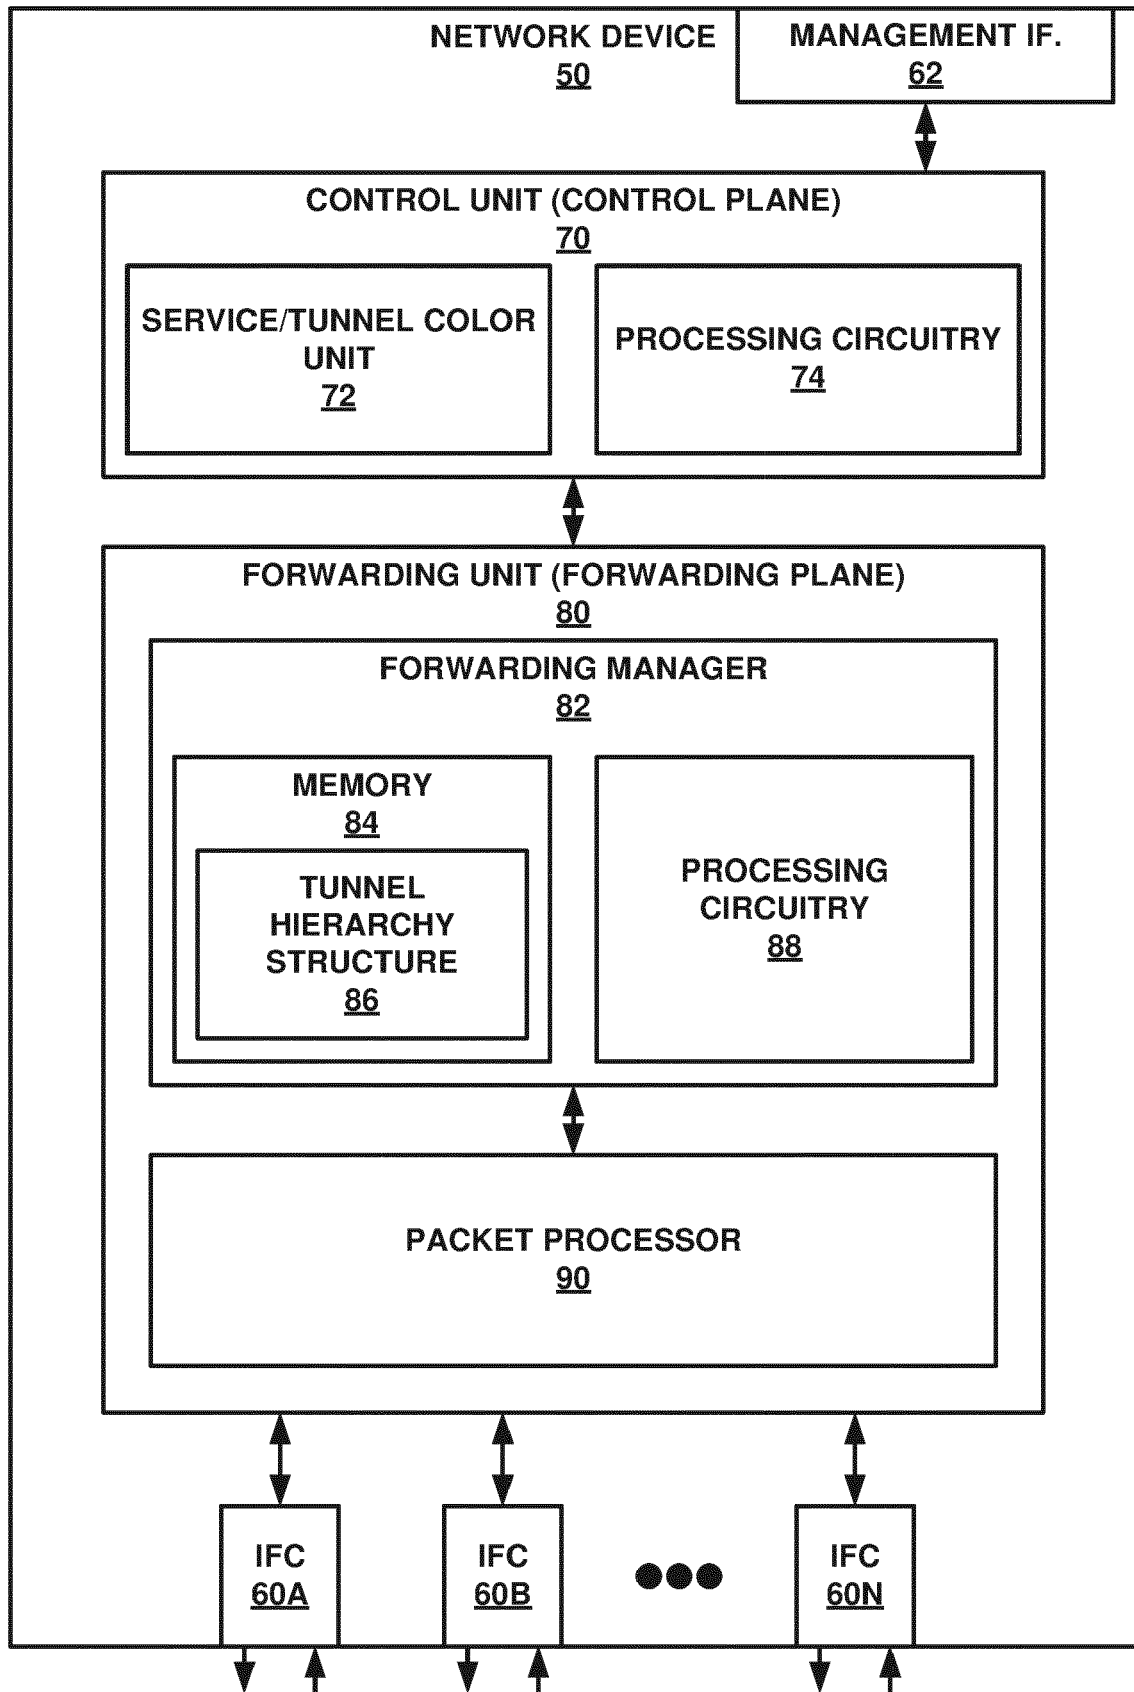 NETWORK DEVICE
50
MANAGEMENT IF.
62
CONTROL UNIT (CONTROL PLANE)
70
SERVICE/TUNNEL COLOR
UNIT
72
PROCESSING CIRCUITRY
74
FORWARDING UNIT (FORWARDING PLANE)
80
FORWARDING MANAGER
82
MEMORY
84
TUNNEL
HIERARCHY
STRUCTURE
86
PROCESSING
CIRCUITRY
88
PACKET PROCESSOR
90
IFC
60A
IFC
60B
IFC
60N